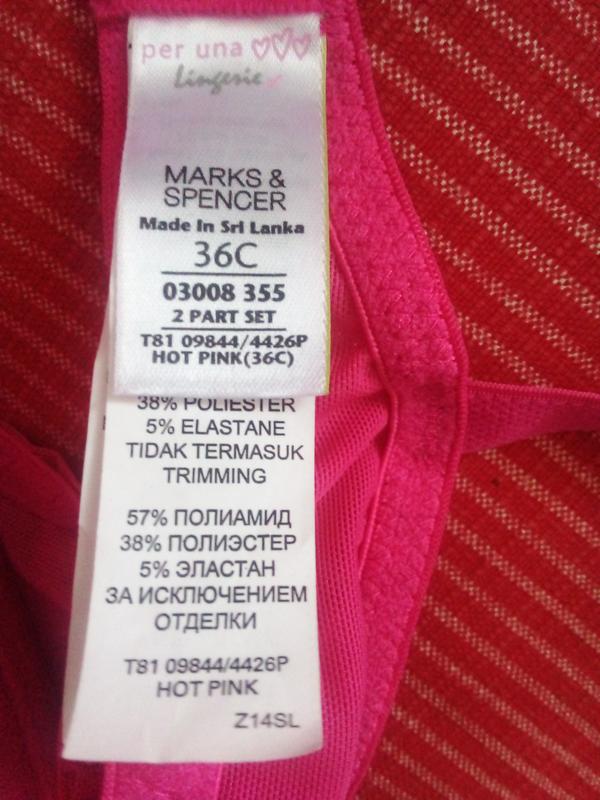 per una
Lingerie
MARKS &
SPENCER
Made In Sri Lanka
36C
03008 355
2 PART SET
T81 09844/4426P
HOT PINK(36C)
38% POLIESTER
5% ELASTANE
TIDAK TERMASUK
TRIMMING
57% ПОЛИАМИД
38% ПОЛИЭСТЕР
5% ЭЛАСТАН
ЗА ИСКЛЮЧЕНИЕМ
ОТДЕЛКИ
T81 09844/4426P
HOT PINK
Z14SL